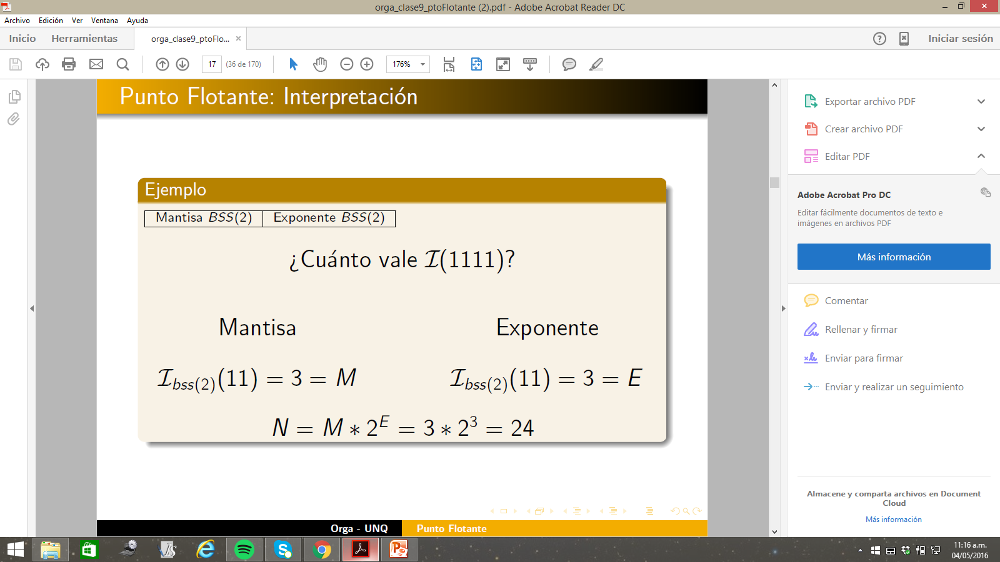 orga_clase9_ptoFlotante (2).pdf - Adobe Acrobat Reader DC
Archivo Edición Ver Ventana Ayuda
Inicio Herramientas orga_clase9_ptoFlo... × Iniciar sesión
17 (36 de 170) 176%
Punto Flotante: Interpretación
Ejemplo
Mantisa BSS(2) Exponente BSS(2)
¿Cuánto vale ℐ(1111)?
Mantisa Exponente
ℐ_{bss(2)}(11) = 3 = M ℐ_{bss(2)}(11) = 3 = E
N = M ∗ 2^E = 3 ∗ 2^3 = 24
Orga - UNQ Punto Flotante
Exportar archivo PDF
Crear archivo PDF
Editar PDF
Adobe Acrobat Pro DC
Editar fácilmente documentos de texto e
imágenes en archivos PDF
Más información
Comentar
Rellenar y firmar
Enviar para firmar
Enviar y realizar un seguimiento
Almacene y comparta archivos en Document
Cloud
Más información
11:16 a.m.
04/05/2016